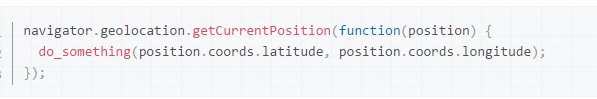 navigator.geolocation.getCurrentPosition(function(position) {
  do_something(position.coords.latitude, position.coords.longitude);
});